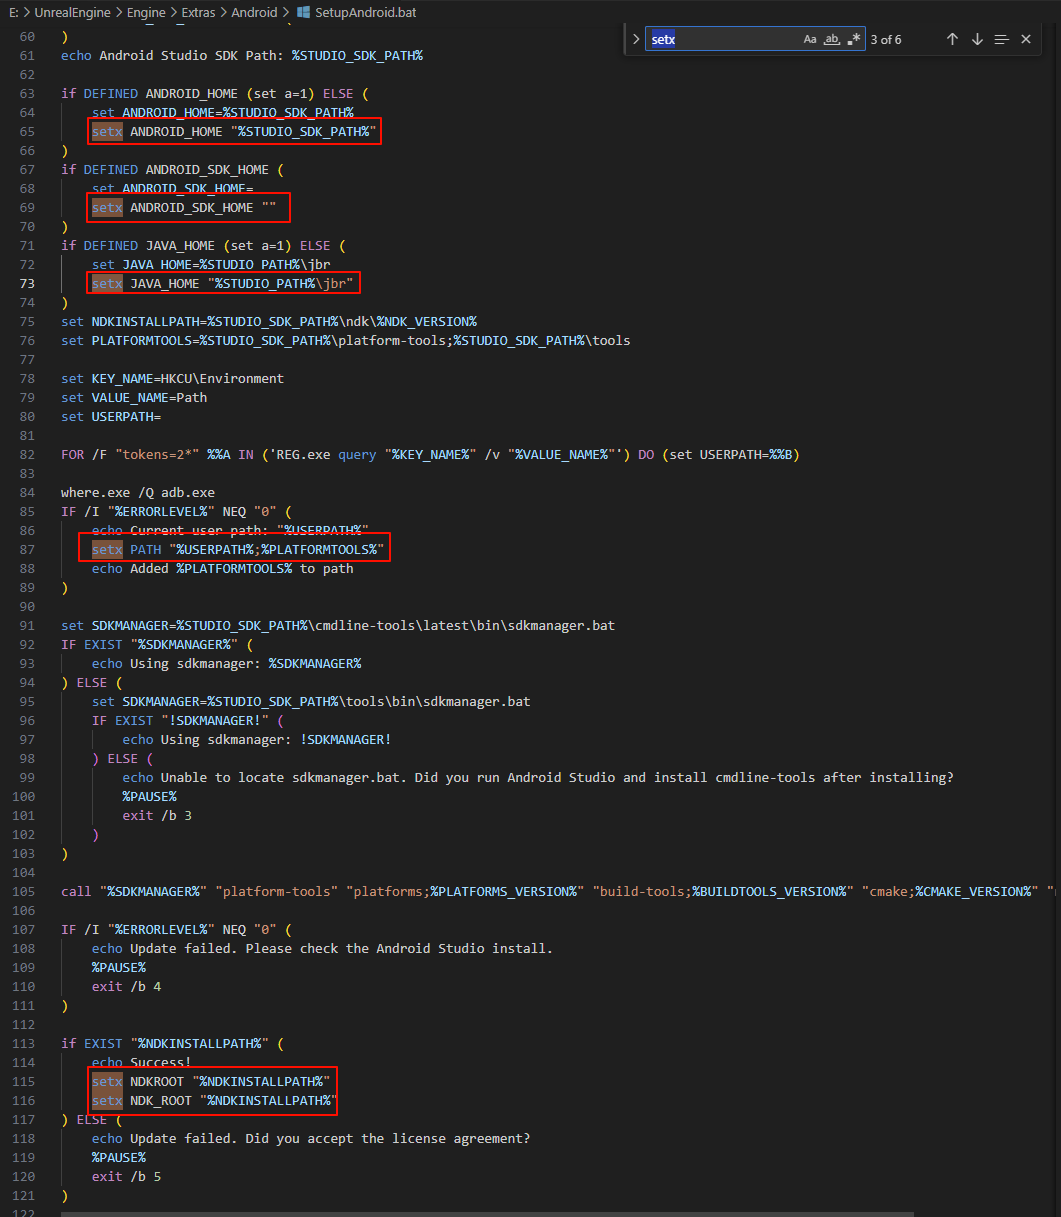 E: > UnrealEngine > Engine > Extras > Android > SetupAndroid.bat
setx Aa ab .* 3 of 6
60 )
61 echo Android Studio SDK Path: %STUDIO_SDK_PATH%
62
63 if DEFINED ANDROID_HOME (set a=1) ELSE (
64 set ANDROID_HOME=%STUDIO_SDK_PATH%
65 setx ANDROID_HOME "%STUDIO_SDK_PATH%"
66 )
67 if DEFINED ANDROID_SDK_HOME (
68 set ANDROID_SDK_HOME=
69 setx ANDROID_SDK_HOME ""
70 )
71 if DEFINED JAVA_HOME (set a=1) ELSE (
72 set JAVA_HOME=%STUDIO_PATH%\jbr
73 setx JAVA_HOME "%STUDIO_PATH%\jbr"
74 )
75 set NDKINSTALLPATH=%STUDIO_SDK_PATH%\ndk\%NDK_VERSION%
76 set PLATFORMTOOLS=%STUDIO_SDK_PATH%\platform-tools;%STUDIO_SDK_PATH%\tools
77
78 set KEY_NAME=HKCU\Environment
79 set VALUE_NAME=Path
80 set USERPATH=
81
82 FOR /F "tokens=2*" %%A IN ('REG.exe query "%KEY_NAME%" /v "%VALUE_NAME%"') DO (set USERPATH=%%B)
83
84 where.exe /Q adb.exe
85 IF /I "%ERRORLEVEL%" NEQ "0" (
86 echo Current user path: "%USERPATH%"
87 setx PATH "%USERPATH%;%PLATFORMTOOLS%"
88 echo Added %PLATFORMTOOLS% to path
89 )
90
91 set SDKMANAGER=%STUDIO_SDK_PATH%\cmdline-tools\latest\bin\sdkmanager.bat
92 IF EXIST "%SDKMANAGER%" (
93 echo Using sdkmanager: %SDKMANAGER%
94 ) ELSE (
95 set SDKMANAGER=%STUDIO_SDK_PATH%\tools\bin\sdkmanager.bat
96 IF EXIST "!SDKMANAGER!" (
97 echo Using sdkmanager: !SDKMANAGER!
98 ) ELSE (
99 echo Unable to locate sdkmanager.bat. Did you run Android Studio and install cmdline-tools after installing?
100 %PAUSE%
101 exit /b 3
102 )
103 )
104
105 call "%SDKMANAGER%" "platform-tools" "platforms;%PLATFORMS_VERSION%" "build-tools;%BUILDTOOLS_VERSION%" "cmake;%CMAKE_VERSION%"
106
107 IF /I "%ERRORLEVEL%" NEQ "0" (
108 echo Update failed. Please check the Android Studio install.
109 %PAUSE%
110 exit /b 4
111 )
112
113 if EXIST "%NDKINSTALLPATH%" (
114 echo Success!
115 setx NDKROOT "%NDKINSTALLPATH%"
116 setx NDK_ROOT "%NDKINSTALLPATH%"
117 ) ELSE (
118 echo Update failed. Did you accept the license agreement?
119 %PAUSE%
120 exit /b 5
121 )
122